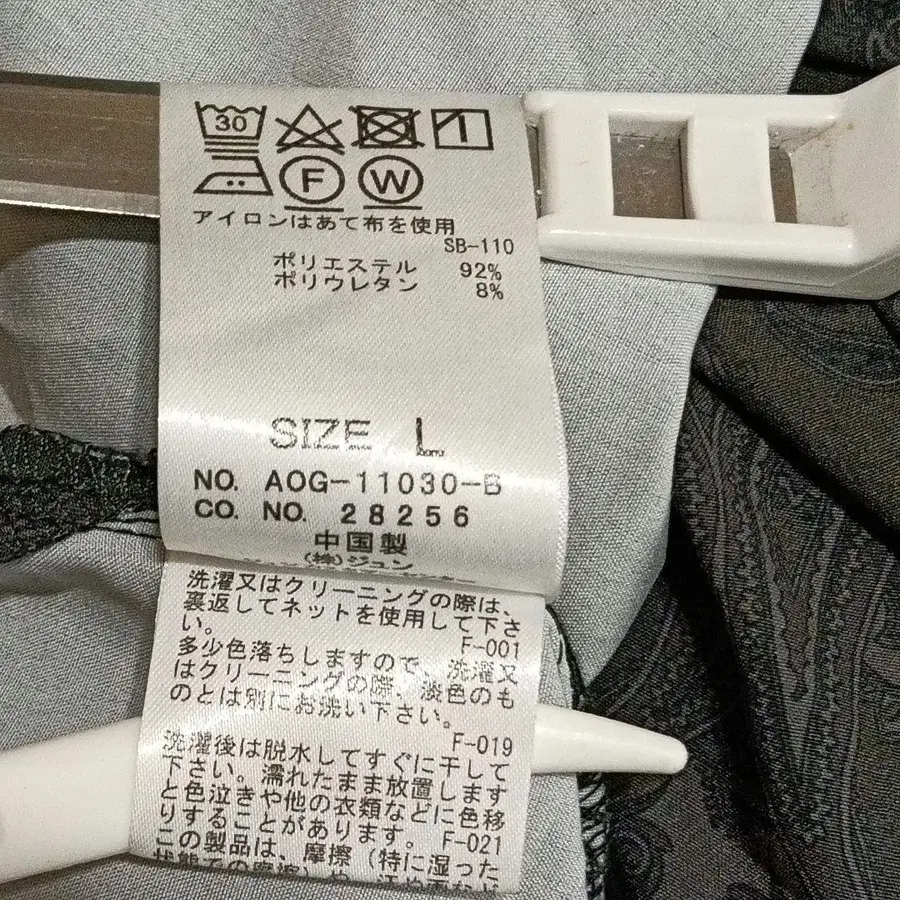 30
F W
アイロンはあて布を使用
SB-110
ポリエステル 92%
ポリウレタン 8%
SIZE L
NO. AOG-11030-B
CO. NO. 28256
中国製
(株)ジュン
洗濯又はクリーニングの際は、
裏返してネットを使用して下さ
い。 F-001
多少色落ちしますので、洗濯又
はクリーニングの際、淡色のも
のとは別にお洗い下さい。
F-019
洗濯後は脱水してすぐに干して
下さい。濡れたまま放置します
と色泣きや他の衣類などに色移
りすることがあります。 F-021
この製品は、摩擦（特に湿った